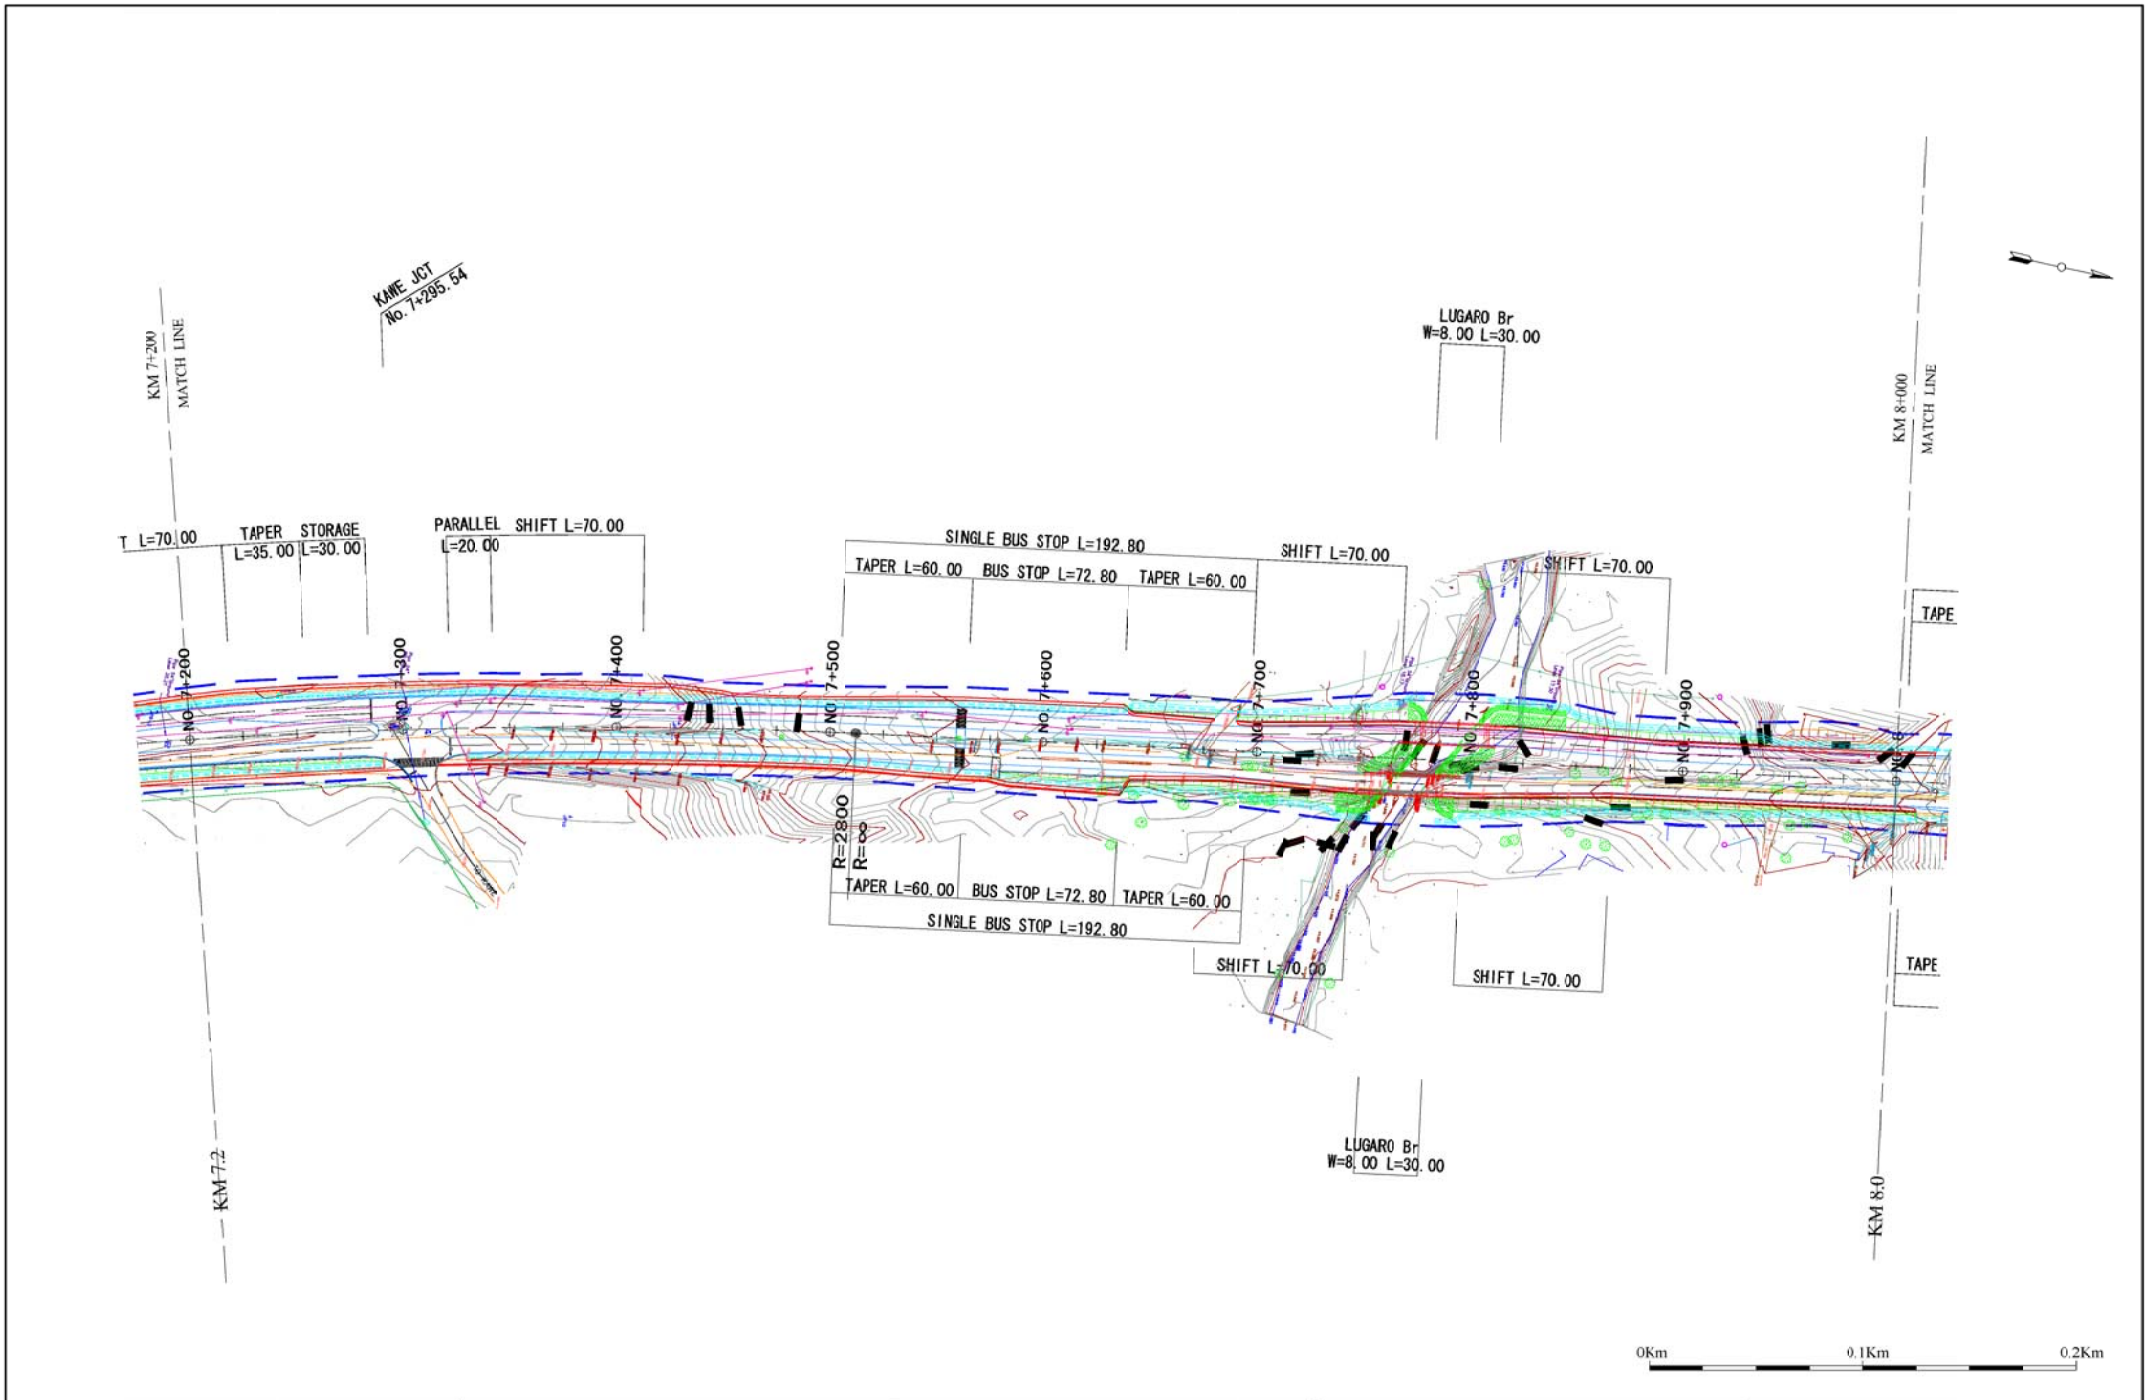 KAWE JCT
No. 7+295.54
LUGARO Br
W=8.00 L=30.00
KM 7+200
MATCH LINE
KM 8+000
MATCH LINE
T L=70.00
TAPER
L=35.00
STORAGE
L=30.00
PARALLEL
L=20.00
SHIFT L=70.00
SINGLE BUS STOP L=192.80
TAPER L=60.00
BUS STOP L=72.80
TAPER L=60.00
SHIFT L=70.00
SHIFT L=70.00
TAPE
NO. 7+200
NO. 7+300
NO. 7+400
NO. 7+500
NO. 7+600
NO. 7+700
NO. 7+800
NO. 7+900
NO. 8
R=2800
R=∞
TAPER L=60.00
BUS STOP L=72.80
TAPER L=60.00
SINGLE BUS STOP L=192.80
SHIFT L=70.00
SHIFT L=70.00
TAPE
LUGARO Br
W=8.00 L=30.00
KM 7.2
KM 8.0
0Km
0.1Km
0.2Km